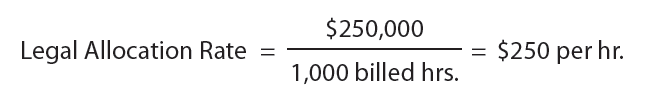 $250,000
Legal Allocation Rate = = $250 per hr.
1,000 billed hrs.